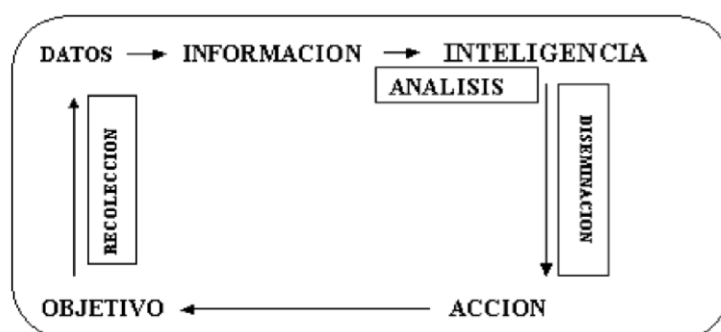 DATOS INFORMACION INTELIGENCIA
ANALISIS
RECOLECCION
DISEMINACION
OBJETIVO ACCION